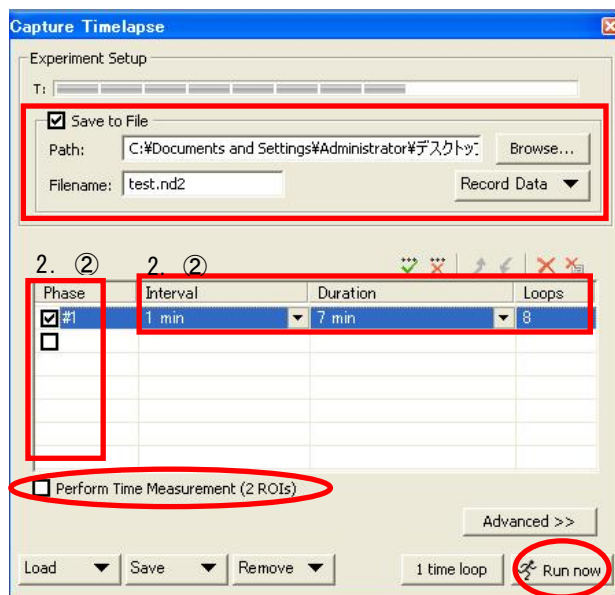 Capture Timelapse
Experiment Setup
T:
Save to File
Path: C:¥Documents and Settings¥Administrator¥デスクトップ Browse...
Filename: test.nd2 Record Data
2. ② 2. ②
Phase Interval Duration Loops
#1 1 min 7 min 8
Perform Time Measurement (2 ROIs)
Advanced >>
Load Save Remove 1 time loop Run now